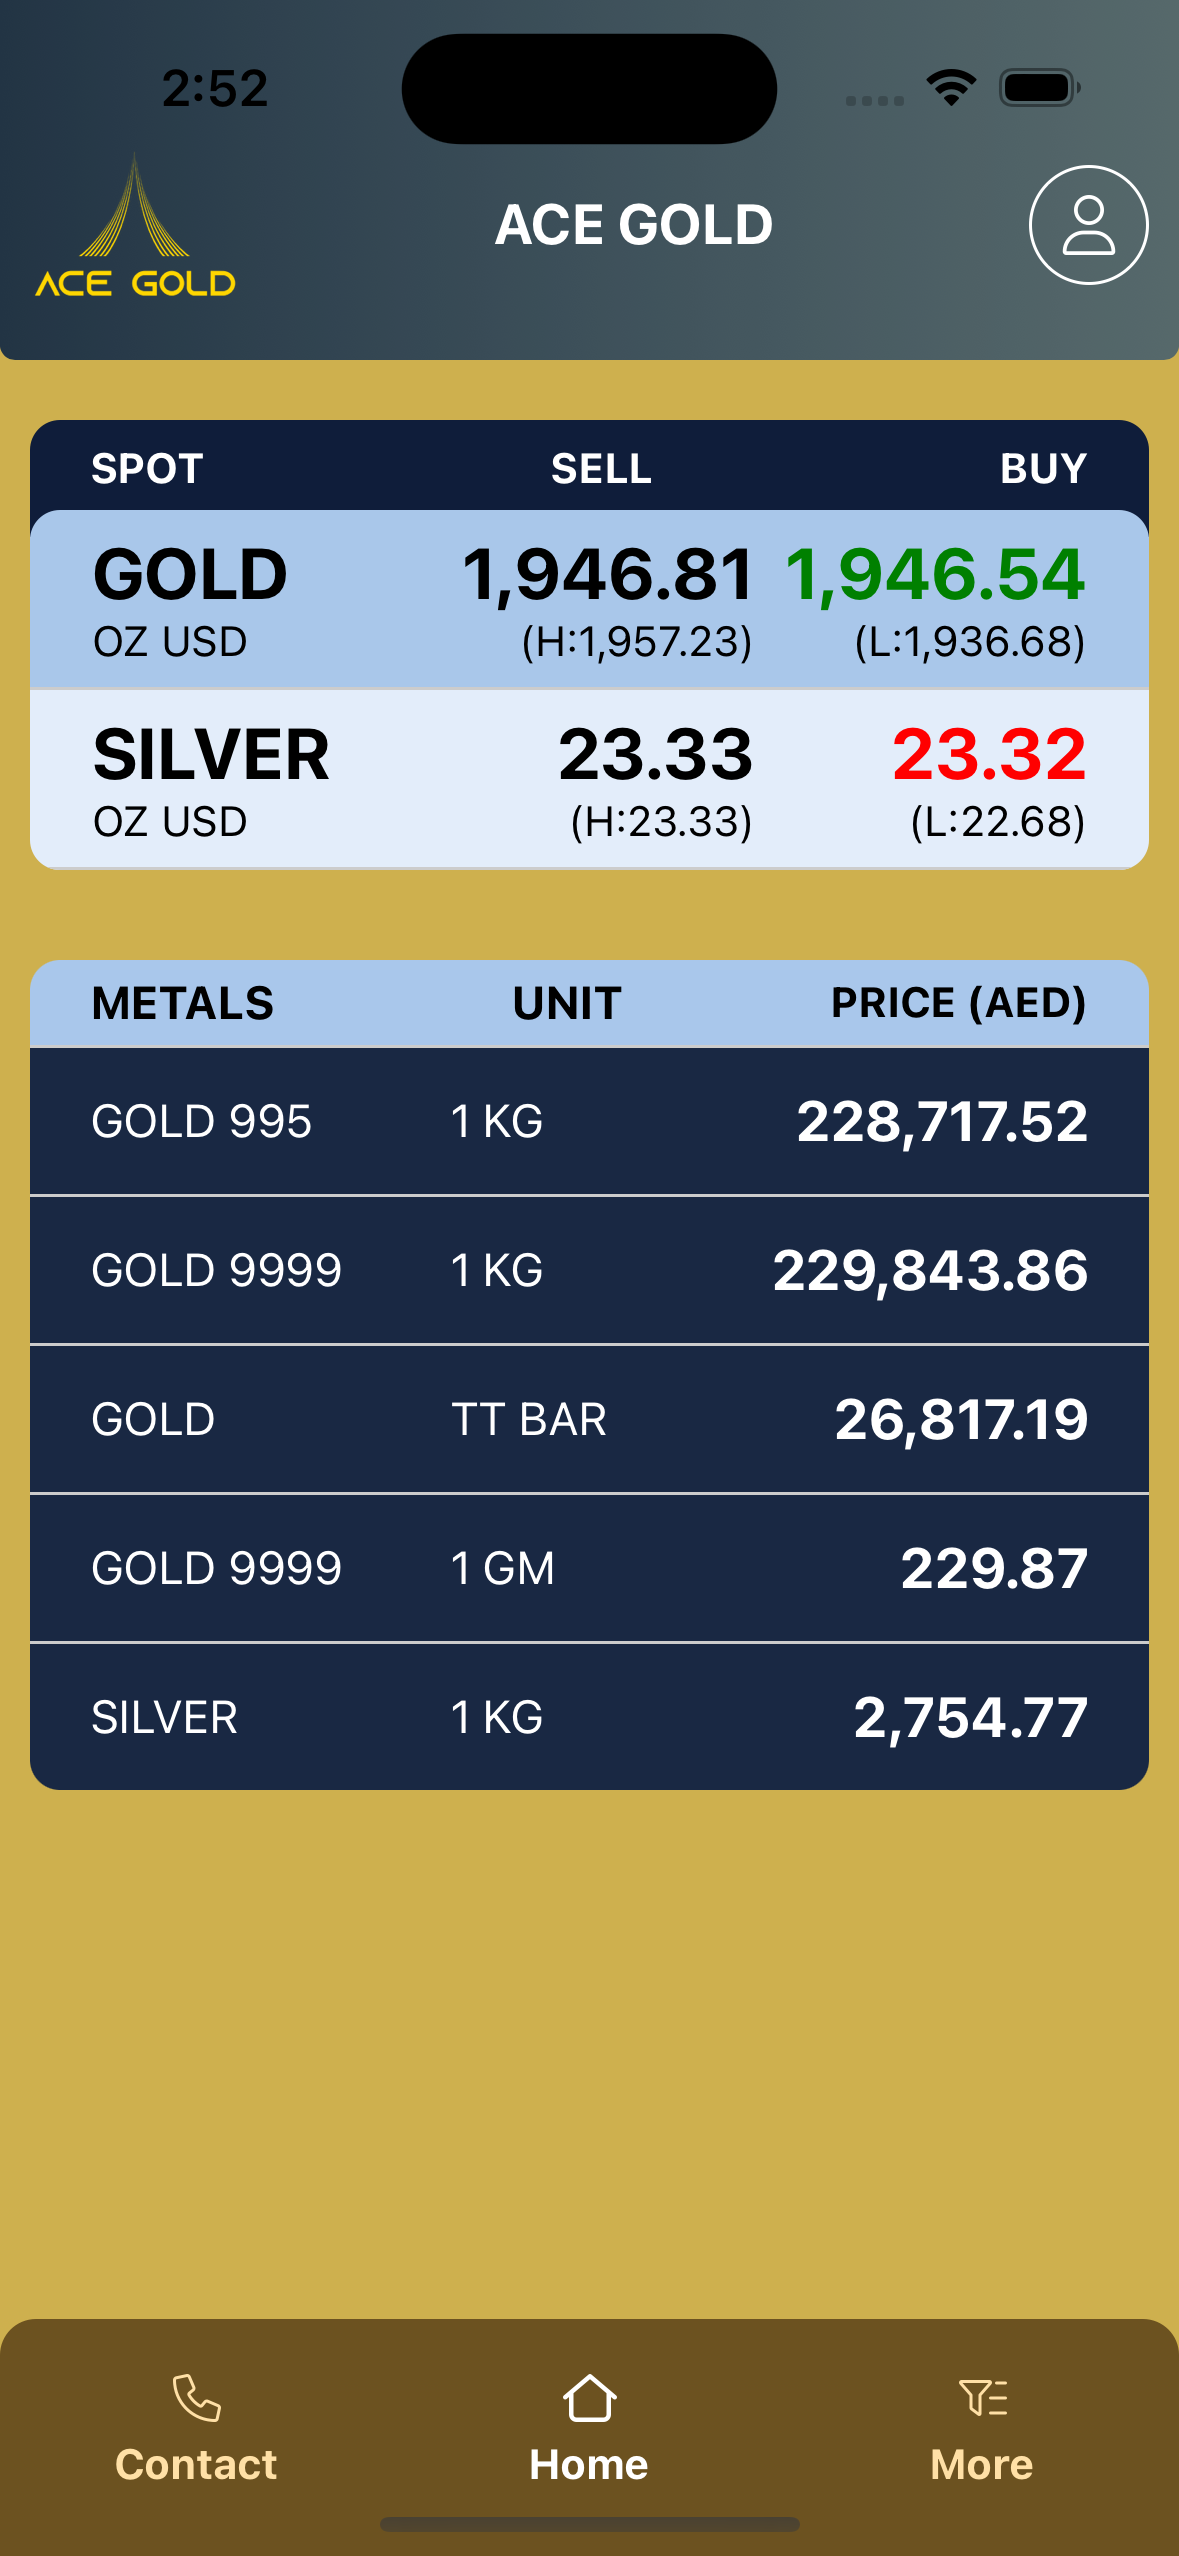 2:52
ACE GOLD
ACE GOLD
SPOT SELL BUY
GOLD 1,946.81 1,946.54
OZ USD (H:1,957.23) (L:1,936.68)
SILVER 23.33 23.32
OZ USD (H:23.33) (L:22.68)
METALS UNIT PRICE (AED)
GOLD 995 1 KG 228,717.52
GOLD 9999 1 KG 229,843.86
GOLD TT BAR 26,817.19
GOLD 9999 1 GM 229.87
SILVER 1 KG 2,754.77
Contact Home More